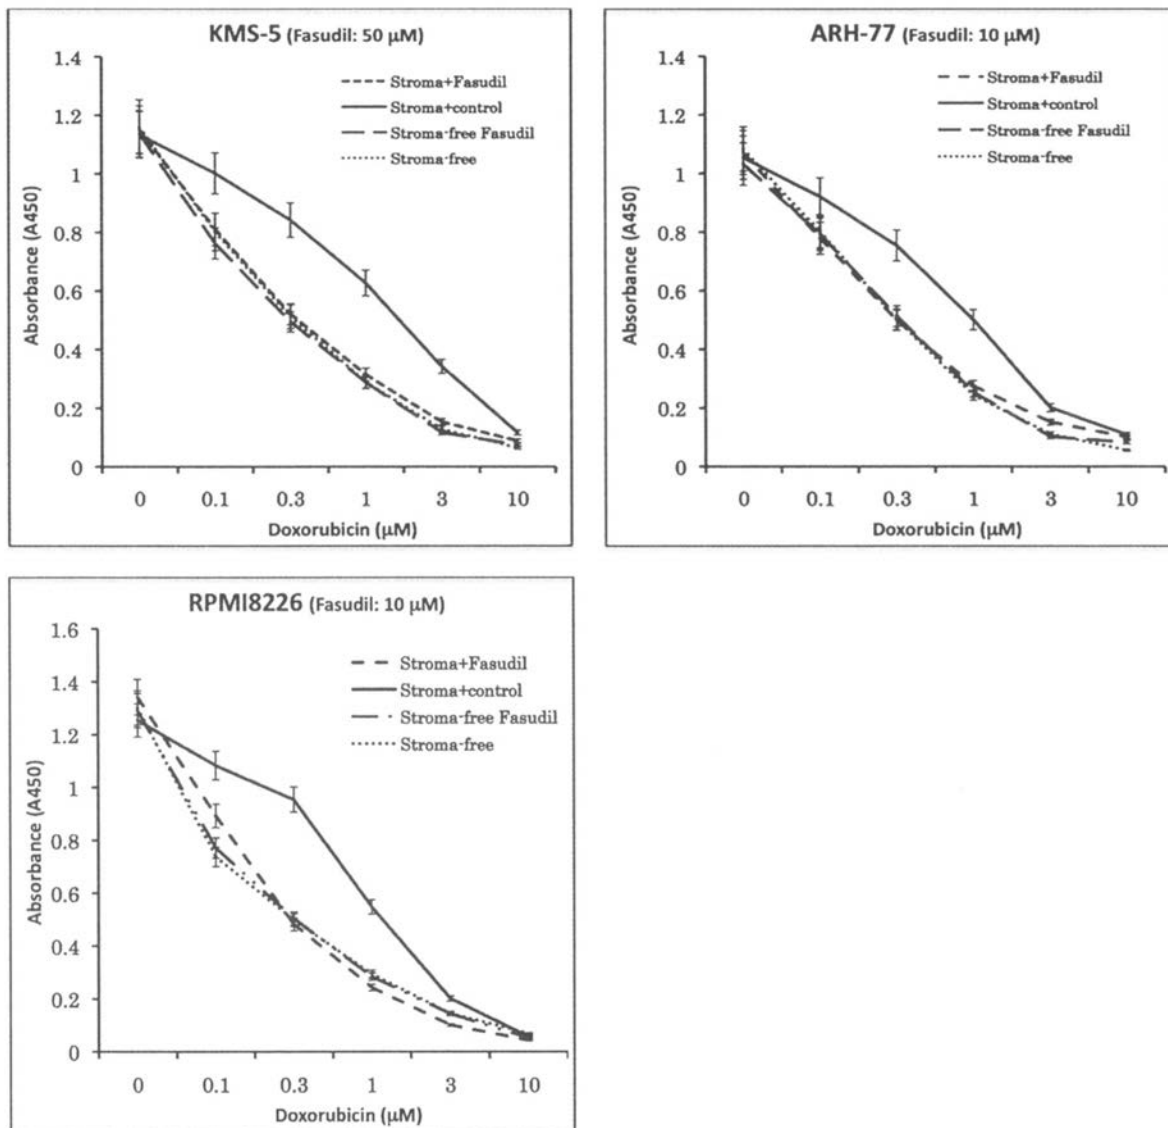 KMS-5 (Fasudil: 50 μM)
1.4
1.2
1
0.8
0.6
0.4
0.2
0
Absorbance (A450)
Stroma+Fasudil
Stroma+control
Stroma-free Fasudil
Stroma-free
0 0.1 0.3 1 3 10
Doxorubicin (μM)
ARH-77 (Fasudil: 10 μM)
1.4
1.2
1
0.8
0.6
0.4
0.2
0
Absorbance (A450)
Stroma+Fasudil
Stroma+control
Stroma-free Fasudil
Stroma-free
0 0.1 0.3 1 3 10
Doxorubicin (μM)
RPMI8226 (Fasudil: 10 μM)
1.6
1.4
1.2
1
0.8
0.6
0.4
0.2
0
Absorbance (A450)
Stroma+Fasudil
Stroma+control
Stroma-free Fasudil
Stroma-free
0 0.1 0.3 1 3 10
Doxorubicin (μM)